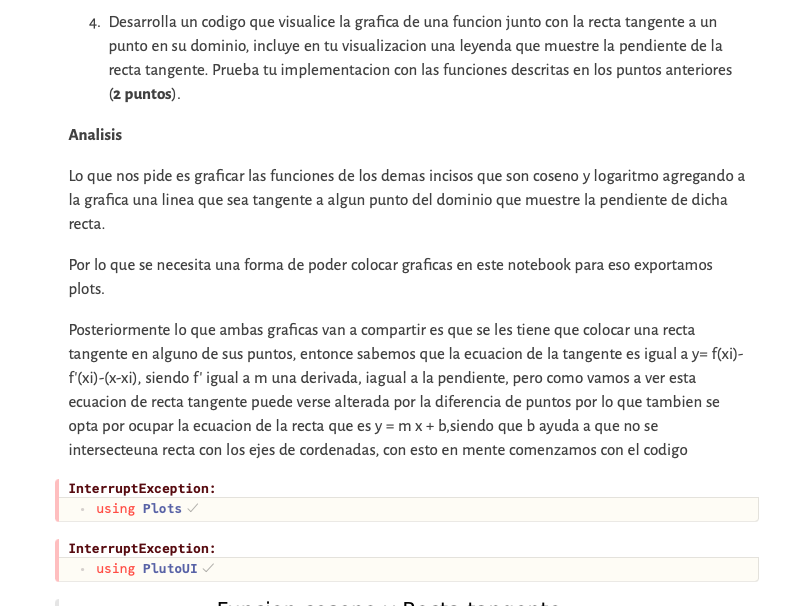 4. Desarrolla un codigo que visualice la grafica de una funcion junto con la recta tangente a un
punto en su dominio, incluye en tu visualizacion una leyenda que muestre la pendiente de la
recta tangente. Prueba tu implementacion con las funciones descritas en los puntos anteriores
(2 puntos).
Analisis
Lo que nos pide es graficar las funciones de los demas incisos que son coseno y logaritmo agregando a
la grafica una linea que sea tangente a algun punto del dominio que muestre la pendiente de dicha
recta.
Por lo que se necesita una forma de poder colocar graficas en este notebook para eso exportamos
plots.
Posteriormente lo que ambas graficas van a compartir es que se les tiene que colocar una recta
tangente en alguno de sus puntos, entonce sabemos que la ecuacion de la tangente es igual a y= f(xi)-
f'(xi)-(x-xi), siendo f' igual a m una derivada, iagual a la pendiente, pero como vamos a ver esta
ecuacion de recta tangente puede verse alterada por la diferencia de puntos por lo que tambien se
opta por ocupar la ecuacion de la recta que es y = m x + b,siendo que b ayuda a que no se
intersecteuna recta con los ejes de cordenadas, con esto en mente comenzamos con el codigo
InterruptException:
using Plots ✓
InterruptException:
using PlutoUI ✓
Funcion coseno y Recta tangente